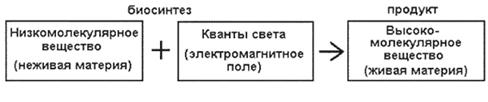 биосинтез
продукт
Низкомолекулярное
вещество
(неживая материя)
+
Кванты света
(электромагнитное
поле)
Высоко-
молекулярное
вещество
(живая материя)